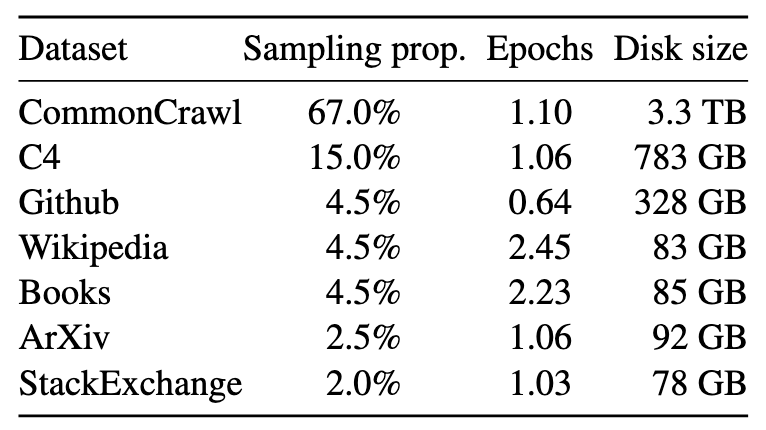 Dataset Sampling prop. Epochs Disk size
CommonCrawl 67.0% 1.10 3.3 TB
C4 15.0% 1.06 783 GB
Github 4.5% 0.64 328 GB
Wikipedia 4.5% 2.45 83 GB
Books 4.5% 2.23 85 GB
ArXiv 2.5% 1.06 92 GB
StackExchange 2.0% 1.03 78 GB